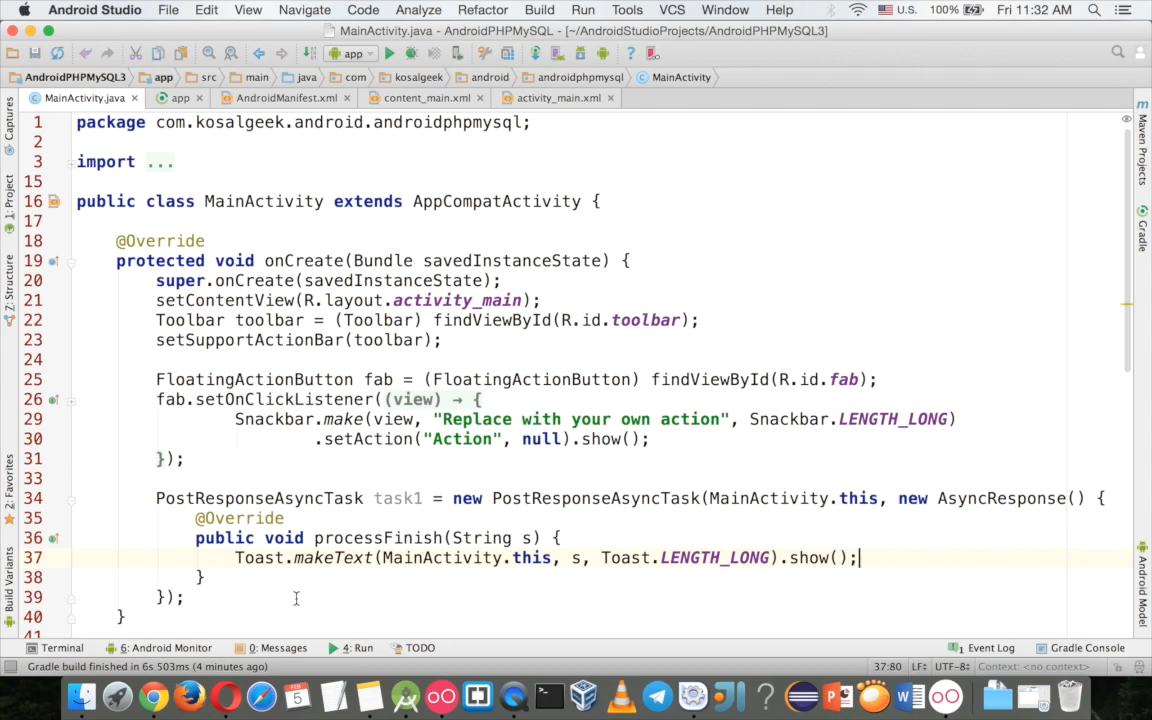 Android Studio File Edit View Navigate Code Analyze Refactor Build Run Tools VCS Window Help U.S. 100% Fri 11:32 AM
MainActivity.java - AndroidPHPMySQL - [~/AndroidStudioProjects/AndroidPHPMySQL3]
app
AndroidPHPMySQL3 app src main java com kosalgeek android androidphpmysql MainActivity
MainActivity.java app AndroidManifest.xml content_main.xml activity_main.xml
Captures
1: Project
7: Structure
2: Favorites
Build Variants
1 package com.kosalgeek.android.androidphpmysql;
2
3 import ...
15
16 public class MainActivity extends AppCompatActivity {
17
18 @Override
19 protected void onCreate(Bundle savedInstanceState) {
20 super.onCreate(savedInstanceState);
21 setContentView(R.layout.activity_main);
22 Toolbar toolbar = (Toolbar) findViewById(R.id.toolbar);
23 setSupportActionBar(toolbar);
24
25 FloatingActionButton fab = (FloatingActionButton) findViewById(R.id.fab);
26 fab.setOnClickListener((view) → {
29 Snackbar.make(view, "Replace with your own action", Snackbar.LENGTH_LONG)
30 .setAction("Action", null).show();
31 });
33
34 PostResponseAsyncTask task1 = new PostResponseAsyncTask(MainActivity.this, new AsyncResponse() {
35 @Override
36 public void processFinish(String s) {
37 Toast.makeText(MainActivity.this, s, Toast.LENGTH_LONG).show();
38 }
39 });
40 }
41
Maven Projects
Gradle
Android Model
Terminal 6: Android Monitor 0: Messages 4: Run TODO 1 Event Log Gradle Console
Gradle build finished in 6s 503ms (4 minutes ago) 37:80 LF UTF-8 Context: <no context>
FEB
5